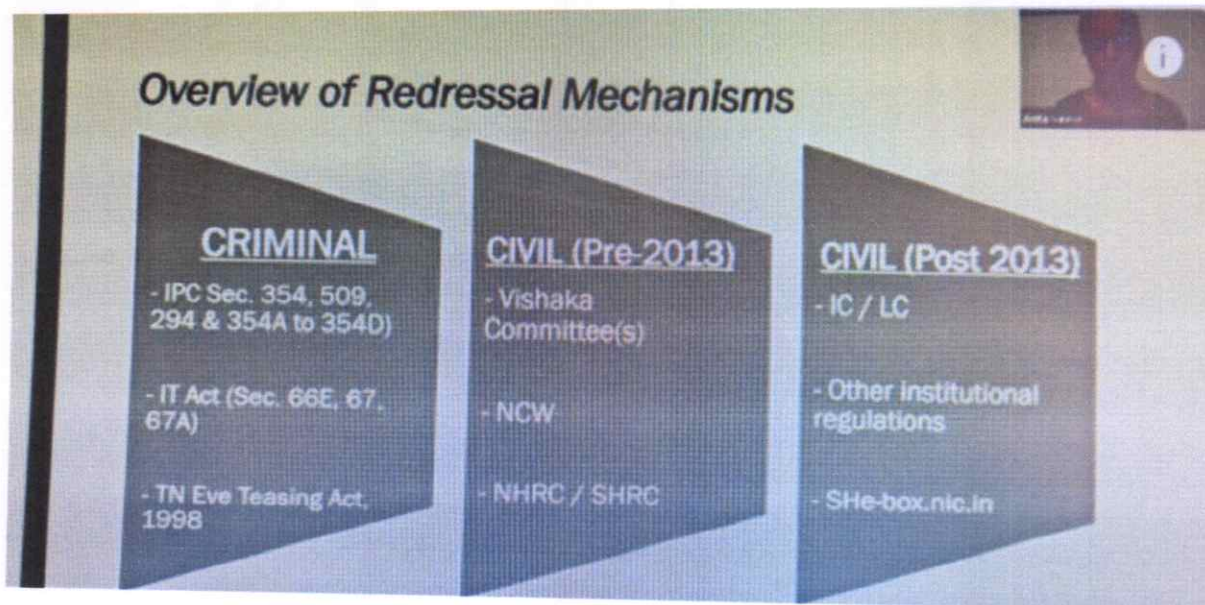 Overview of Redressal Mechanisms
CRIMINAL
- IPC Sec. 354, 509,
294 & 354A to 354D)
- IT Act (Sec. 66E, 67,
67A)
- TN Eve Teasing Act,
1998
CIVIL (Pre-2013)
- Vishaka
Committee(s)
- NCW
- NHRC / SHRC
CIVIL (Post 2013)
- IC / LC
- Other institutional
regulations
- SHe-box.nic.in
i